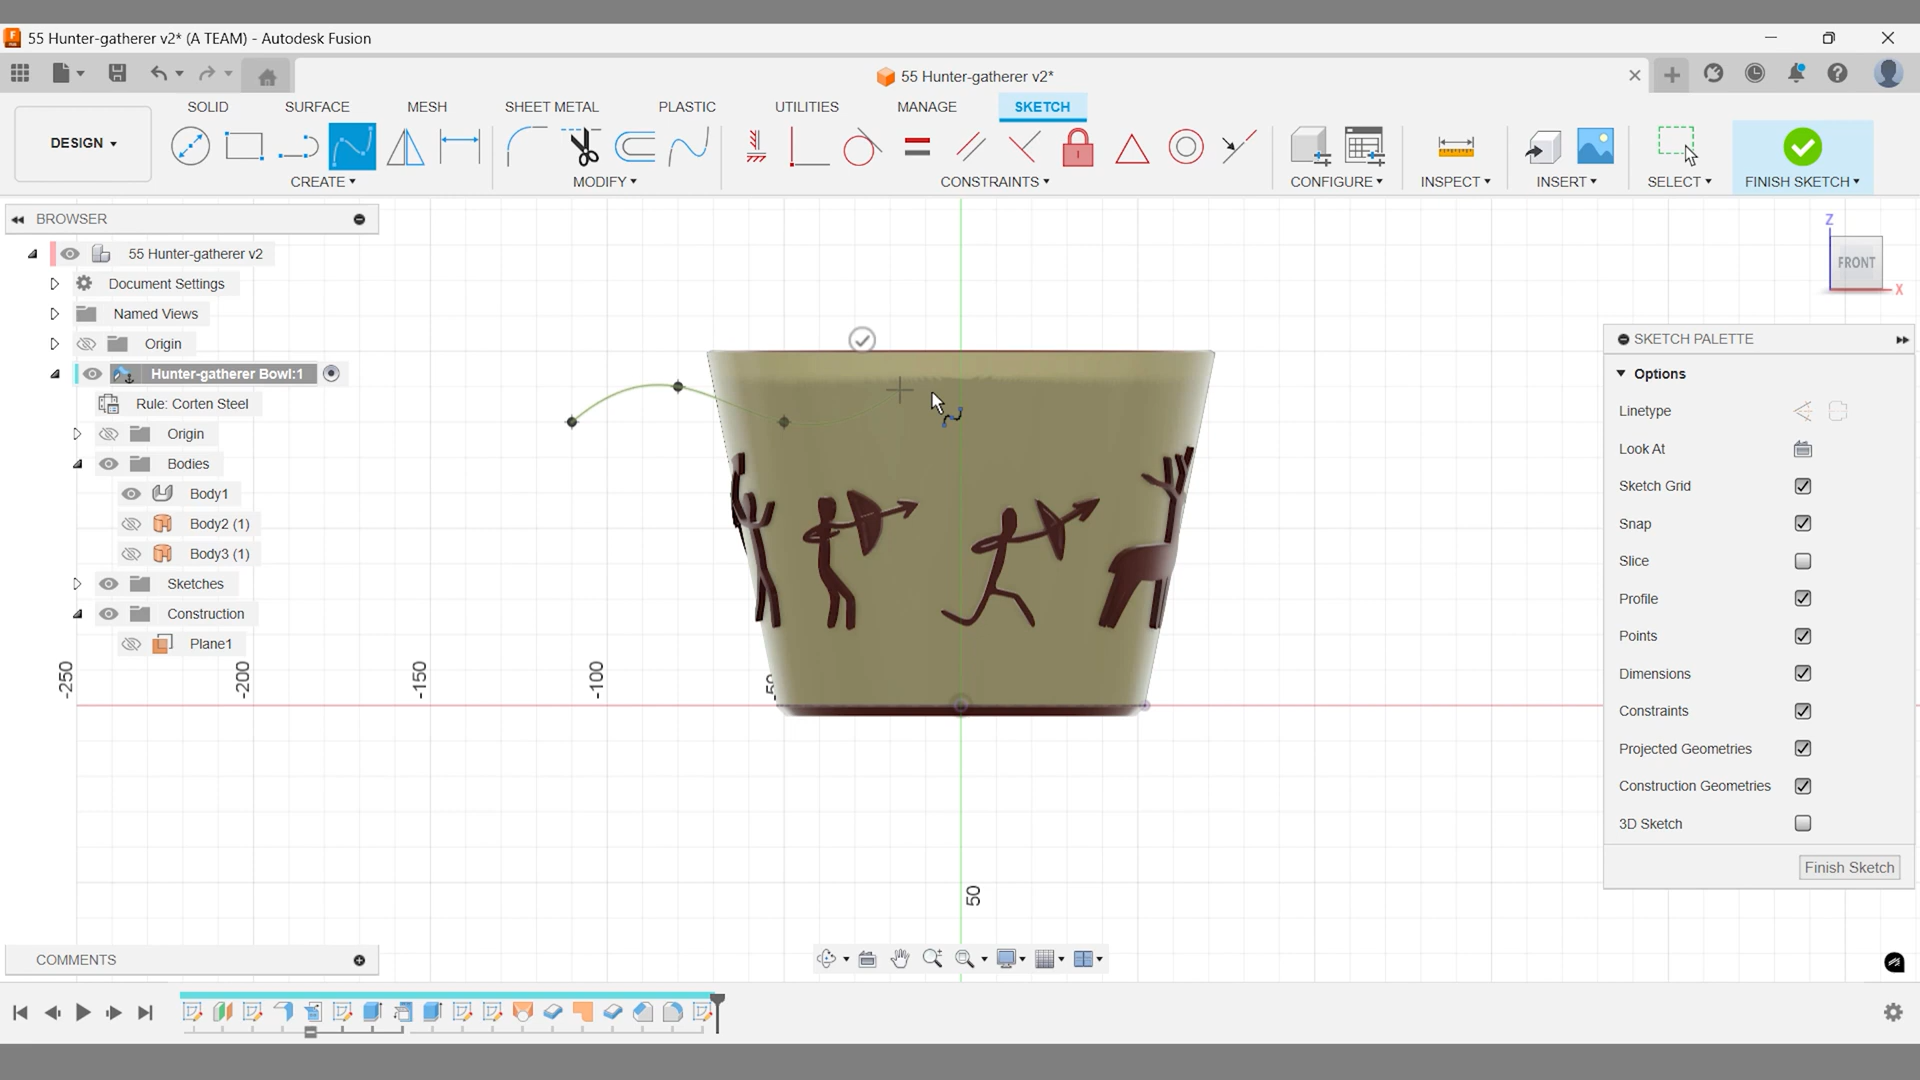 55 Hunter-gatherer v2* (A TEAM) - Autodesk Fusion
55 Hunter-gatherer v2*
SOLID SURFACE MESH SHEET METAL PLASTIC UTILITIES MANAGE SKETCH
DESIGN
CREATE MODIFY CONSTRAINTS CONFIGURE INSPECT INSERT SELECT FINISH SKETCH
BROWSER
55 Hunter-gatherer v2
Document Settings
Named Views
Origin
Hunter-gatherer Bowl:1
Rule: Corten Steel
Origin
Bodies
Body1
Body2 (1)
Body3 (1)
Sketches
Construction
Plane1
-250 -200 -150 -100 -50
50
Z
FRONT
X
SKETCH PALETTE
Options
Linetype
Look At
Sketch Grid
Snap
Slice
Profile
Points
Dimensions
Constraints
Projected Geometries
Construction Geometries
3D Sketch
Finish Sketch
COMMENTS